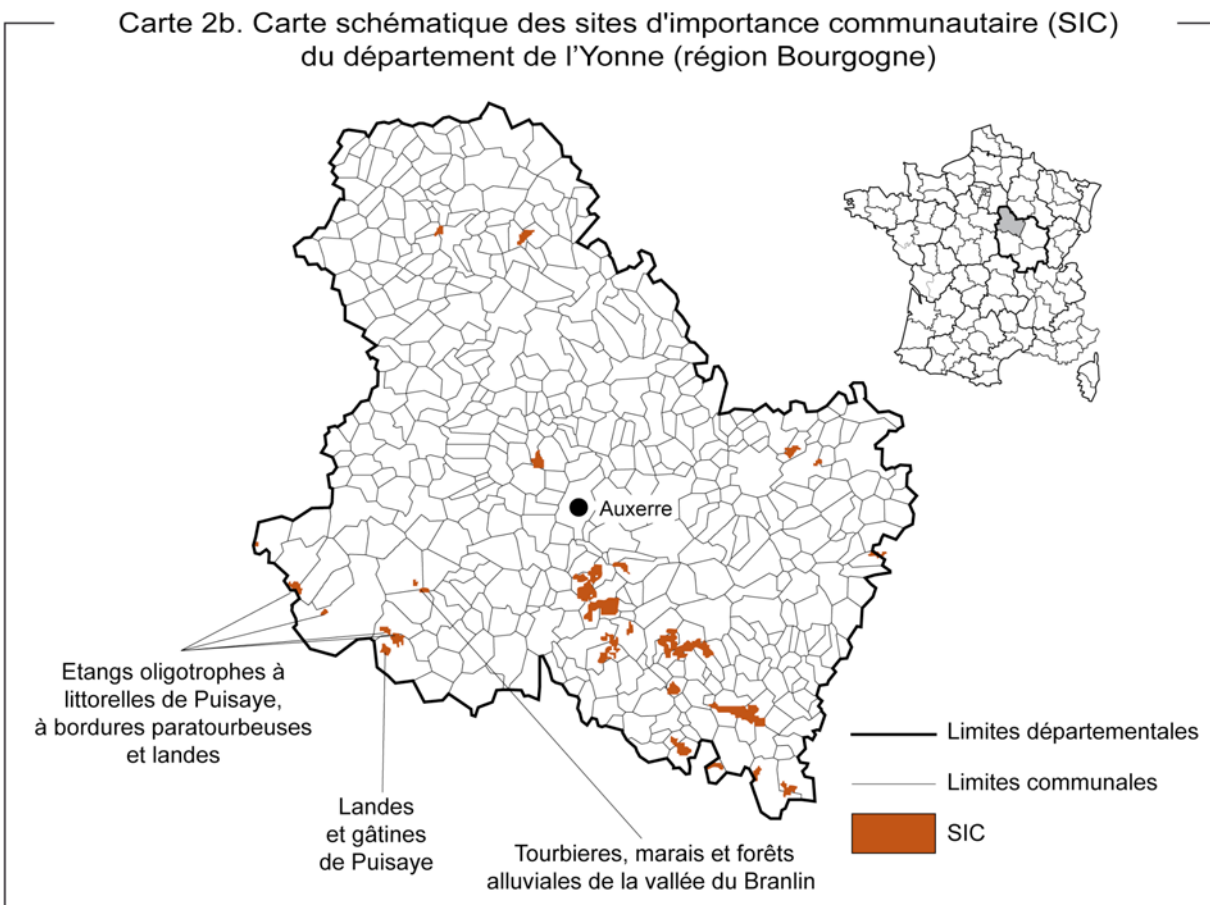 Carte 2b. Carte schématique des sites d'importance communautaire (SIC)
du département de l'Yonne (région Bourgogne)
Auxerre
Etangs oligotrophes à
littorelles de Puisaye,
à bordures paratourbeuses
et landes
Landes
et gâtines
de Puisaye
Tourbieres, marais et forêts
alluviales de la vallée du Branlin
Limites départementales
Limites communales
SIC